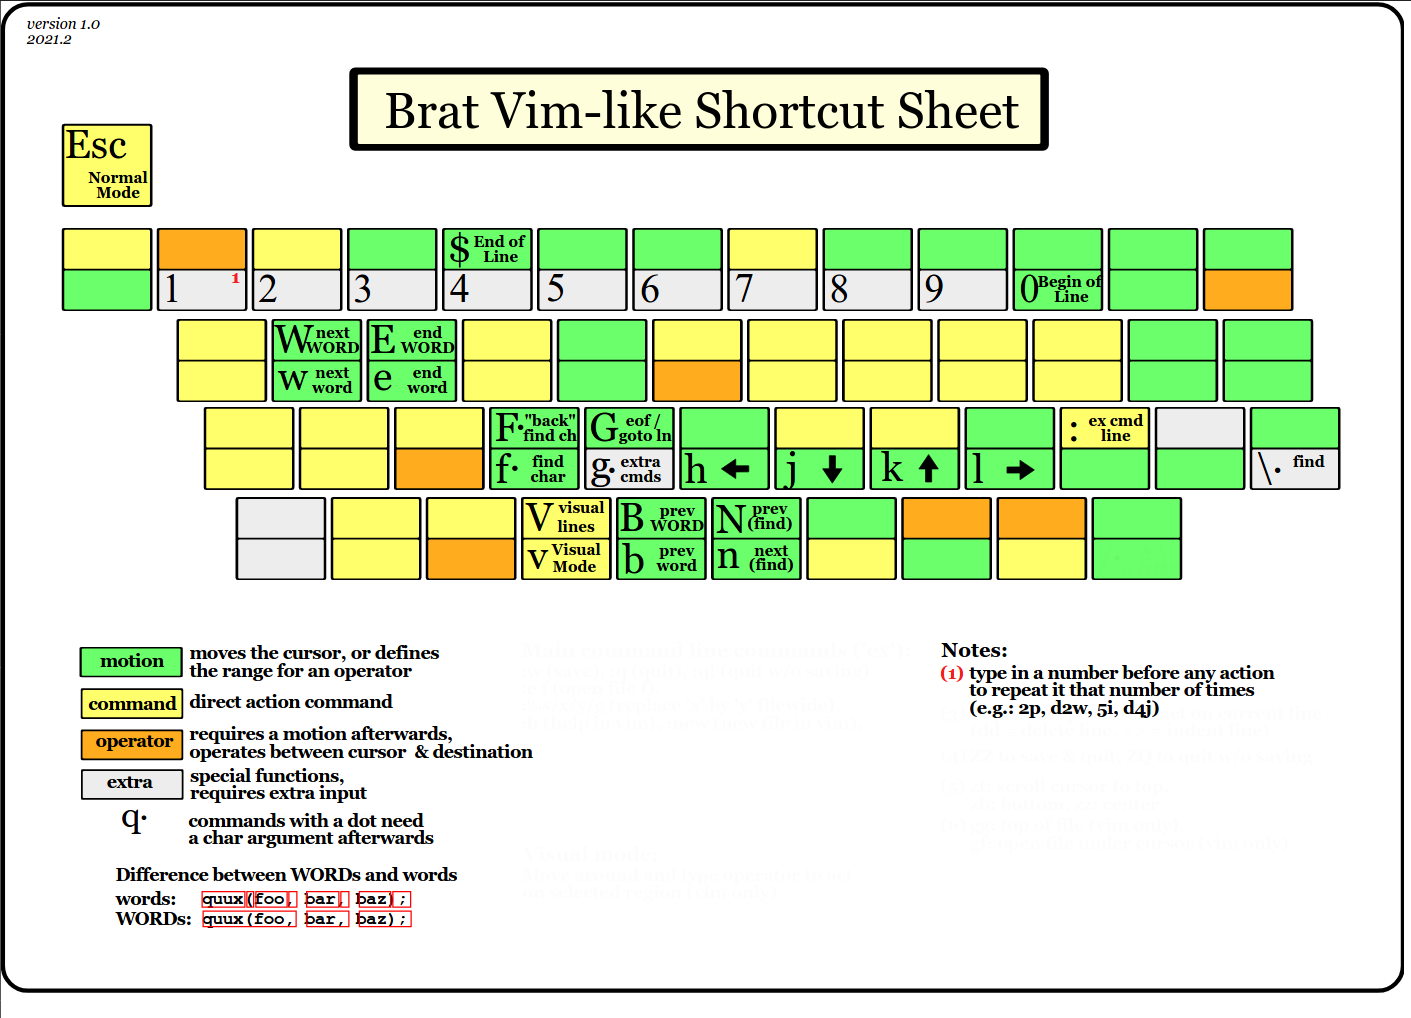 version 1.0
2021.2
Brat Vim-like Shortcut Sheet
Esc
Normal
Mode
$ End of
Line
1 1 2 3 4 5 6 7 8 9 0 Begin of
Line
W next
WORD
E end
WORD
w next
word
e end
word
F· "back"
find ch
G eof /
goto ln
: ex cmd
line
f· find
char
g· extra
cmds
h ← j ↓ k ↑ l → \· find
V visual
lines
B prev
WORD
N prev
(find)
v Visual
Mode
b prev
word
n next
(find)
motion moves the cursor, or defines
the range for an operator
command direct action command
operator requires a motion afterwards,
operates between cursor & destination
extra special functions,
requires extra input
q· commands with a dot need
a char argument afterwards
Difference between WORDs and words
words: quux(foo, bar, baz);
WORDs: quux(foo, bar, baz);
Notes:
(1) type in a number before any action
to repeat it that number of times
(e.g.: 2p, d2w, 5i, d4j)